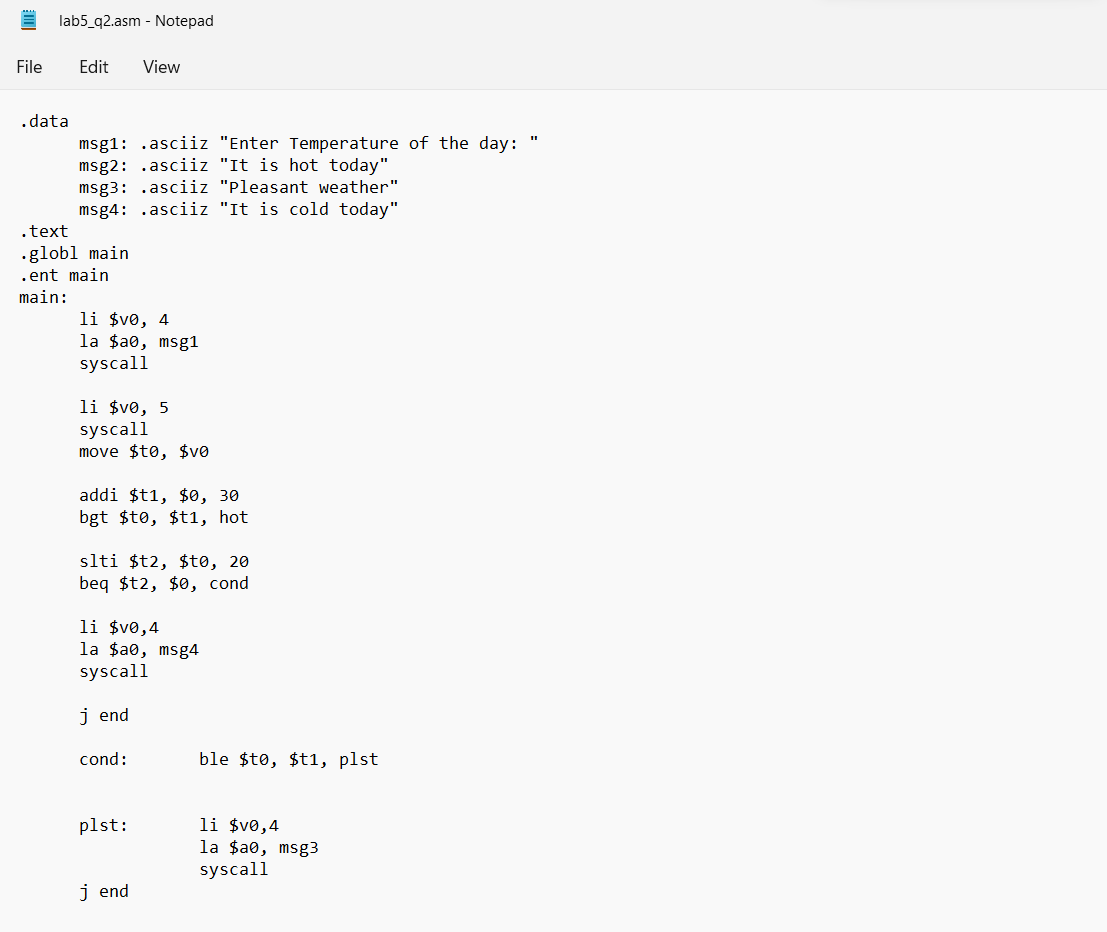 lab5_q2.asm - Notepad
File Edit View
.data
msg1: .asciiz "Enter Temperature of the day: "
msg2: .asciiz "It is hot today"
msg3: .asciiz "Pleasant weather"
msg4: .asciiz "It is cold today"
.text
.globl main
.ent main
main:
li $v0, 4
la $a0, msg1
syscall
li $v0, 5
syscall
move $t0, $v0
addi $t1, $0, 30
bgt $t0, $t1, hot
slti $t2, $t0, 20
beq $t2, $0, cond
li $v0,4
la $a0, msg4
syscall
j end
cond: ble $t0, $t1, plst
plst: li $v0,4
la $a0, msg3
syscall
j end